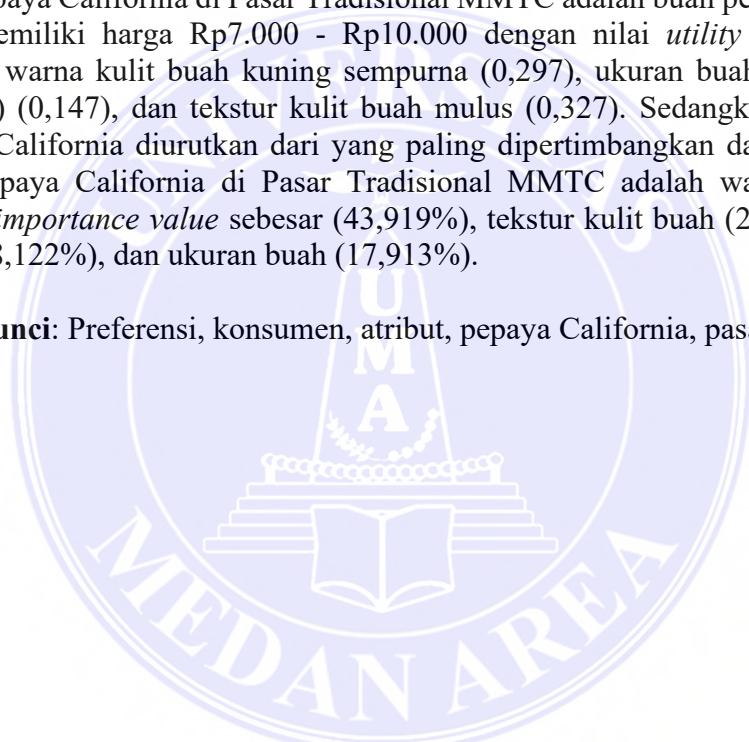 paya California di Pasar Tradisional MMTC adalah buah pe
emiliki harga Rp7.000 - Rp10.000 dengan nilai utility
warna kulit buah kuning sempurna (0,297), ukuran buah
) (0,147), dan tekstur kulit buah mulus (0,327). Sedangk
California diurutkan dari yang paling dipertimbangkan da
paya California di Pasar Tradisional MMTC adalah wa
importance value sebesar (43,919%), tekstur kulit buah (2
,122%), dan ukuran buah (17,913%).
unci: Preferensi, konsumen, atribut, pepaya California, pasa
UNIVERSITAS
UMA
MEDAN AREA